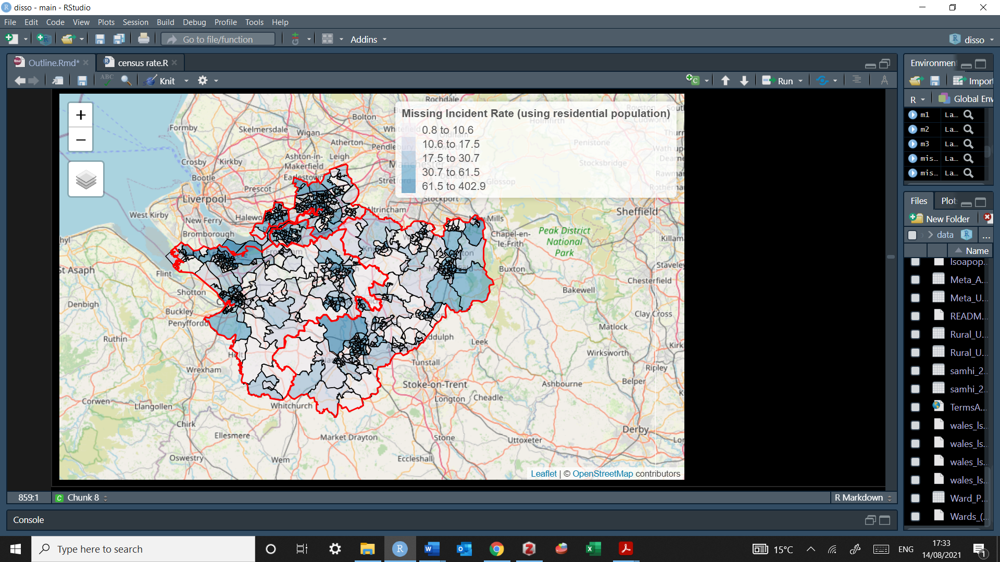 disso - main - RStudio
File Edit Code View Plots Session Build Debug Profile Tools Help
Go to file/function Addins disso
Outline.Rmd* census rate.R
ABC Knit Run
Environmen
Import
R Global Env
m1 La...
m2 La...
m3 La...
mis... La...
mis... La...
Files Plot
New Folder
data ...
Name
lsoapop...
Meta_A...
Meta_U...
READM...
Rural_U...
Rural_U...
samhi_2...
samhi_2...
TermsA...
wales_ls...
wales_ls...
wales_ls...
wales_ls...
Ward_P...
Wards_(...
+
−
Missing Incident Rate (using residential population)
0.8 to 10.6
10.6 to 17.5
17.5 to 30.7
30.7 to 61.5
61.5 to 402.9
Rochdale
Bolton
Formby
Skelmersdale
Wigan
Atherton
Holmfirth
Penistone
Ashton-in-Makerfield
Leigh
Crosby
Kirkby
Stocksbridge
Bootle
Prescot
Glossop
Liverpool
Stockport
West Kirby
New Ferry
Altrincham
Sheffield
New Mills
Bromborough
Chapel-en-le-Frith
Peak District National Park
Flint
Buxton
St Asaph
Shotton
Chesterfield
Denbigh
Bakewell
Buckley
Clay Cross
Penyffordd
Matlock
Ruthin
Leek
Wirksworth
Wrexham
Tunstall
Ripley
Stoke-on-Trent
Ashbourne
Belper
Corwen
Llangollen
Whitchurch
Longton
Cheadle
Chirk
Ellesmere
Market Drayton
Stone
Uttoxeter
Derby
Oswestry
Wem
Eccleshall
Leaflet | © OpenStreetMap contributors
859:1 C Chunk 8 R Markdown
Console
Type here to search
15°C ENG 17:33
14/08/2021
1